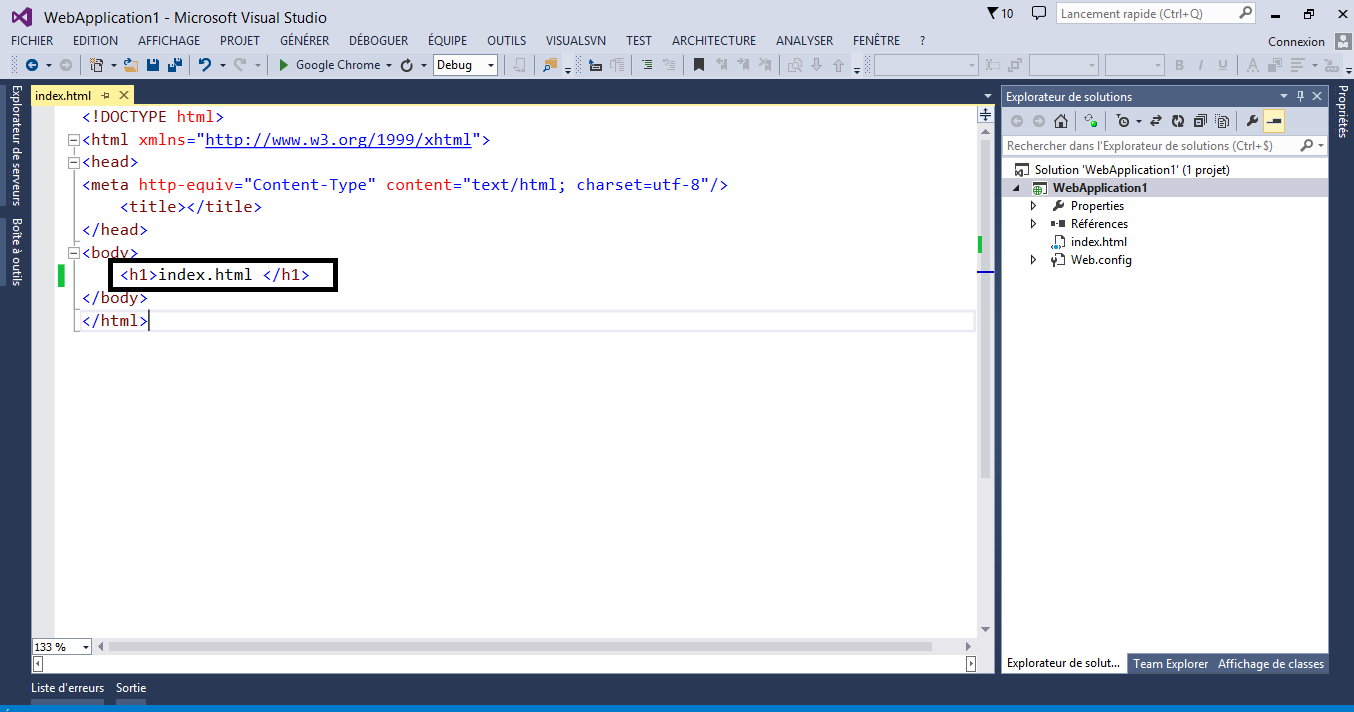 WebApplication1 - Microsoft Visual Studio
10
Lancement rapide (Ctrl+Q)
FICHIER EDITION AFFICHAGE PROJET GÉNÉRER DÉBOGUER ÉQUIPE OUTILS VISUALSVN TEST ARCHITECTURE ANALYSER FENÊTRE ?
Connexion
Google Chrome
Debug
Explorateur de serveurs
Boîte à outils
index.html
<!DOCTYPE html>
<html xmlns="http://www.w3.org/1999/xhtml">
<head>
<meta http-equiv="Content-Type" content="text/html; charset=utf-8"/>
<title></title>
</head>
<body>
<h1>index.html </h1>
</body>
</html>
133 %
Explorateur de solutions
Rechercher dans l'Explorateur de solutions (Ctrl+$)
Solution 'WebApplication1' (1 projet)
WebApplication1
Properties
Références
index.html
Web.config
Explorateur de solut... Team Explorer Affichage de classes
Propriétés
Liste d'erreurs Sortie